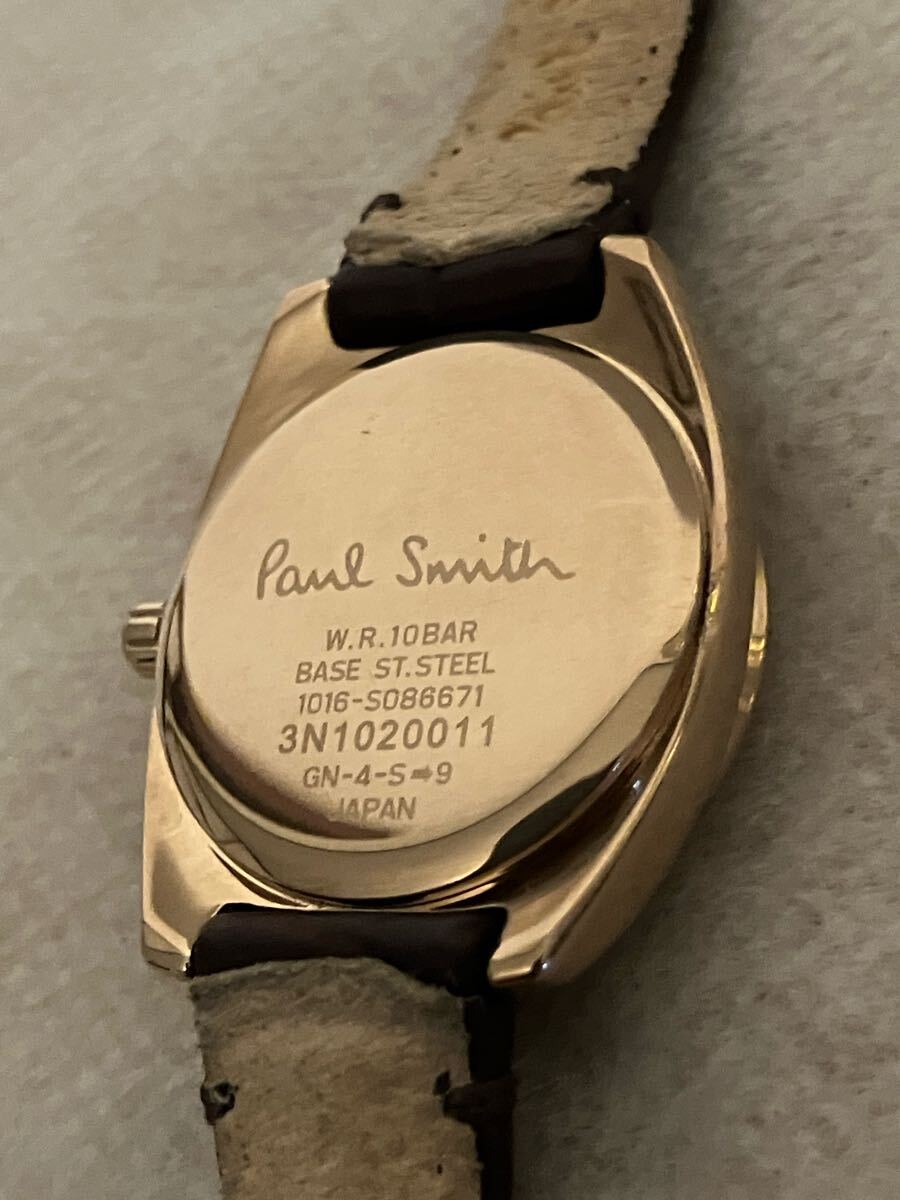 Paul Smith
W.R.10BAR
BASE ST.STEEL
1016-S086671
3N1020011
GN-4-S➡9
JAPAN